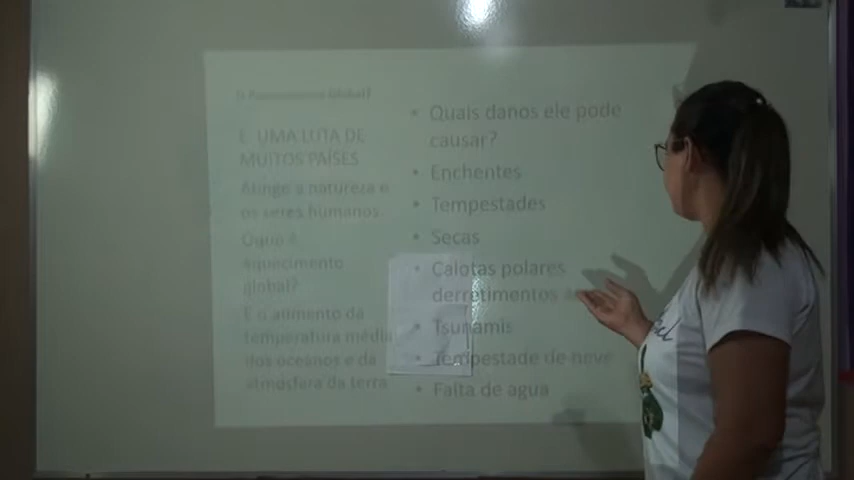 Global?
É UMA LUTA DE
MUITOS PAÍSES
Atinge a natureza e
os seres humanos
Oque é
aquecimento
global?
É o aumento da
temperatura média
dos oceanos e da
atmosfera da terra
• Quais danos ele pode
causar?
• Enchentes
• Tempestades
• Secas
• Calotas polares
derretimentos
• Tsunamis
• Tempestade de neve
• Falta de agua